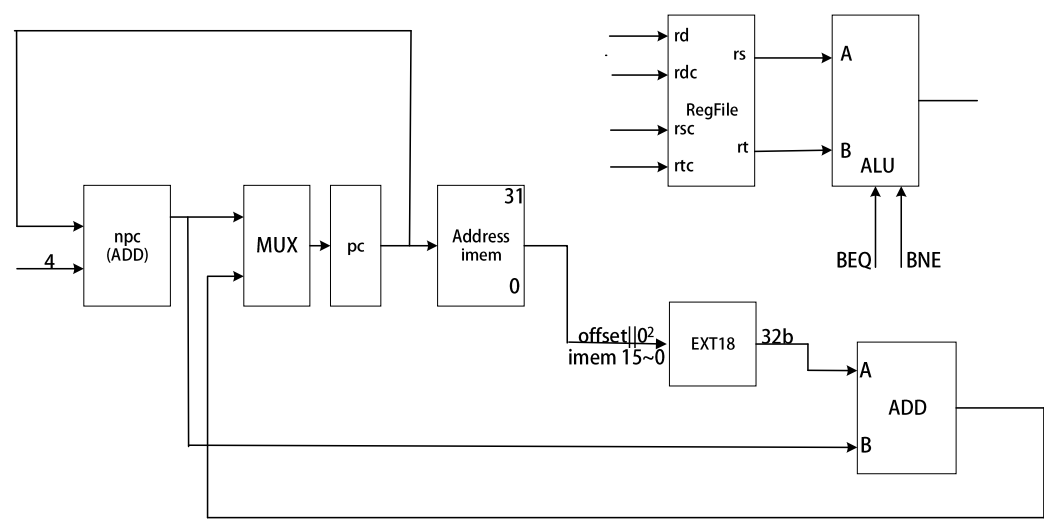 rd
rs
A
rdc
RegFile
rsc
rt
B
rtc
ALU
31
npc
(ADD)
MUX
pc
Address
imem
4
0
BEQ
BNE
offset||0²
imem 15~0
EXT18
32b
A
ADD
B